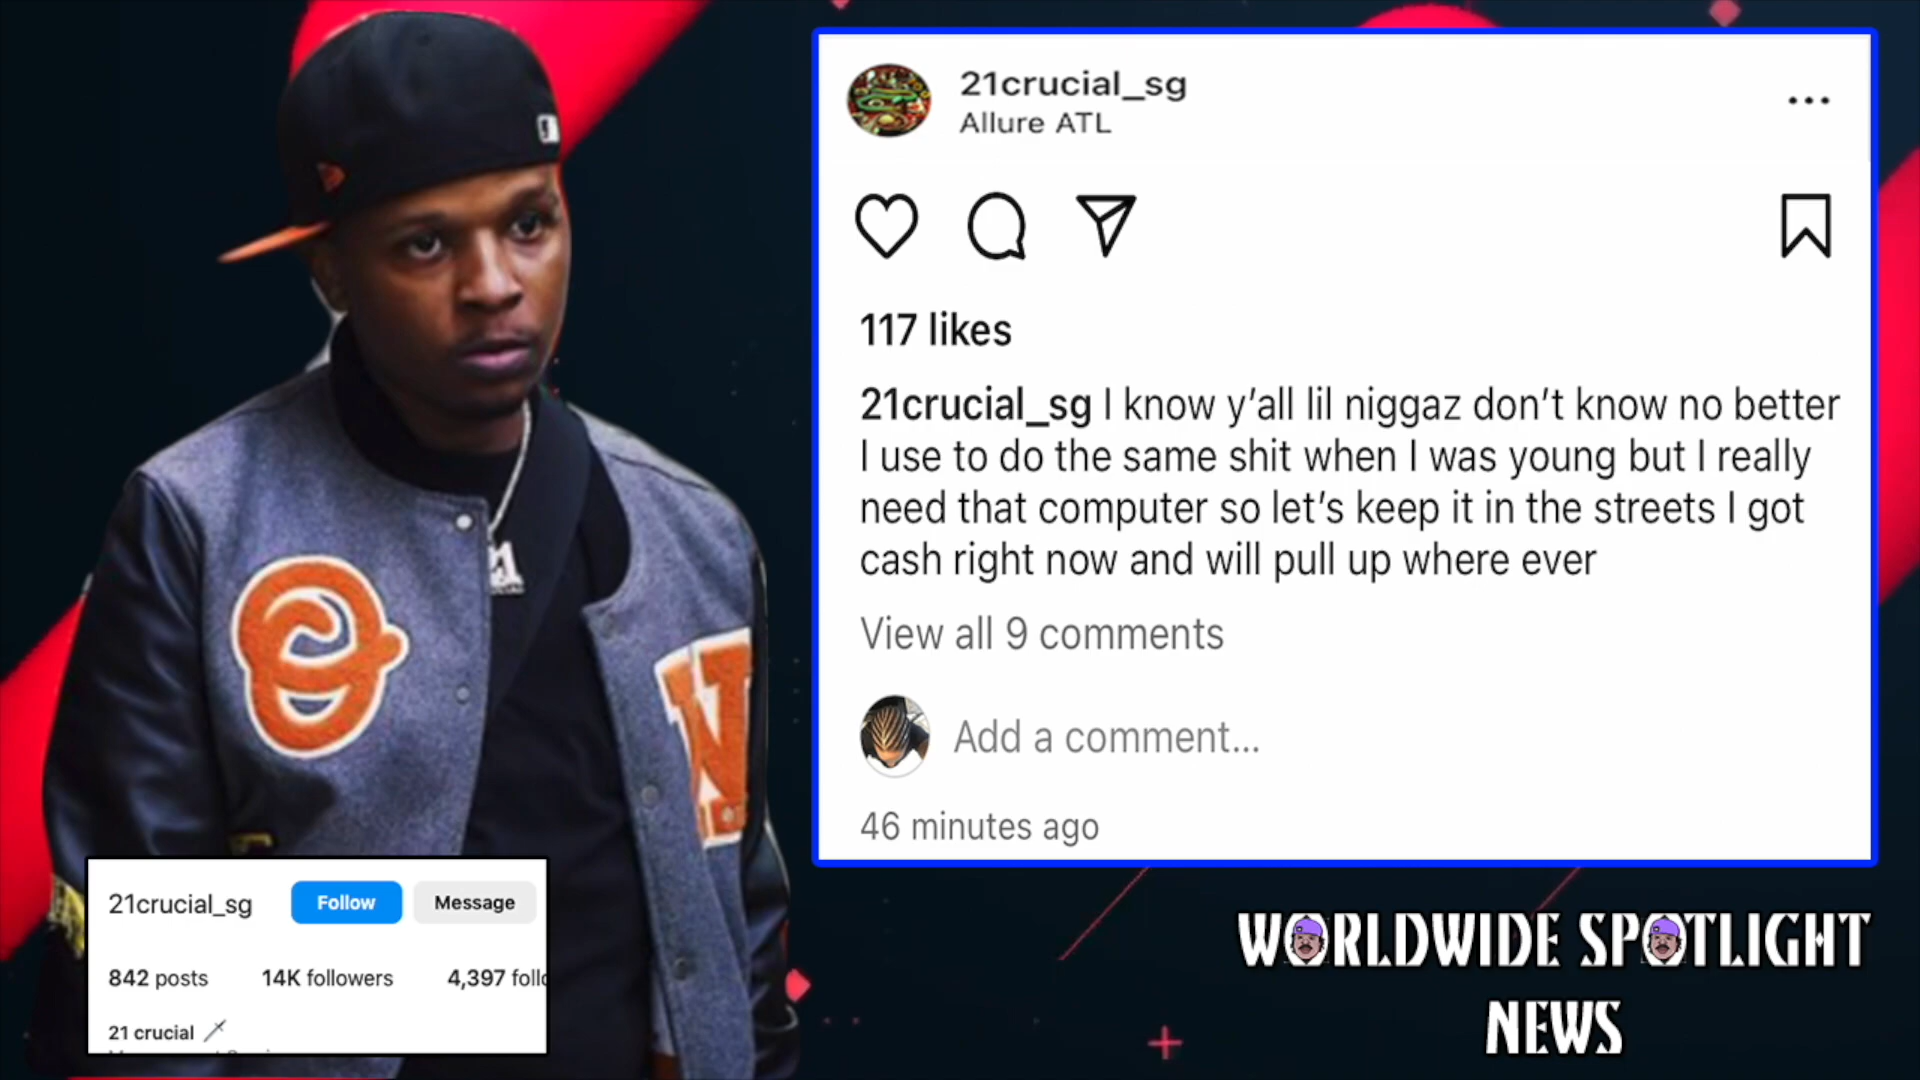 21crucial_sg
Allure ATL
117 likes
21crucial_sg I know y’all lil niggaz don’t know no better
I use to do the same shit when I was young but I really
need that computer so let’s keep it in the streets I got
cash right now and will pull up where ever
View all 9 comments
Add a comment...
46 minutes ago
21crucial_sg Follow Message
842 posts 14K followers 4,397
21 crucial
WORLDWIDE SPOTLIGHT
NEWS